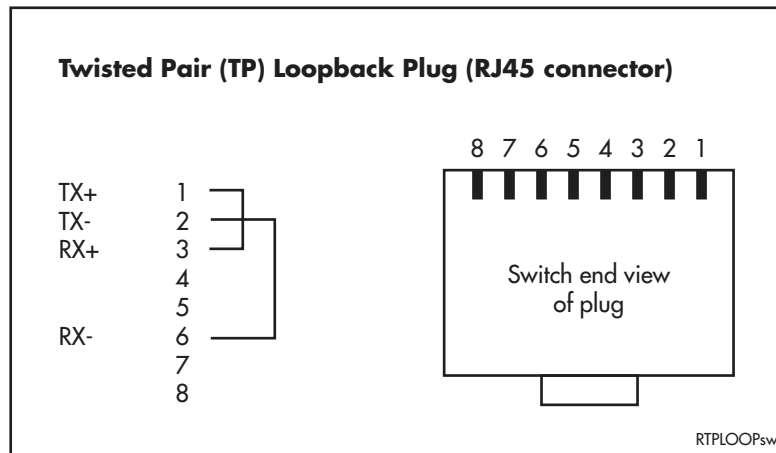 Twisted Pair (TP) Loopback Plug (RJ45 connector)
TX+ 1
TX- 2
RX+ 3
4
5
RX- 6
7
8
8 7 6 5 4 3 2 1
Switch end view
of plug
RTPLOOPsw